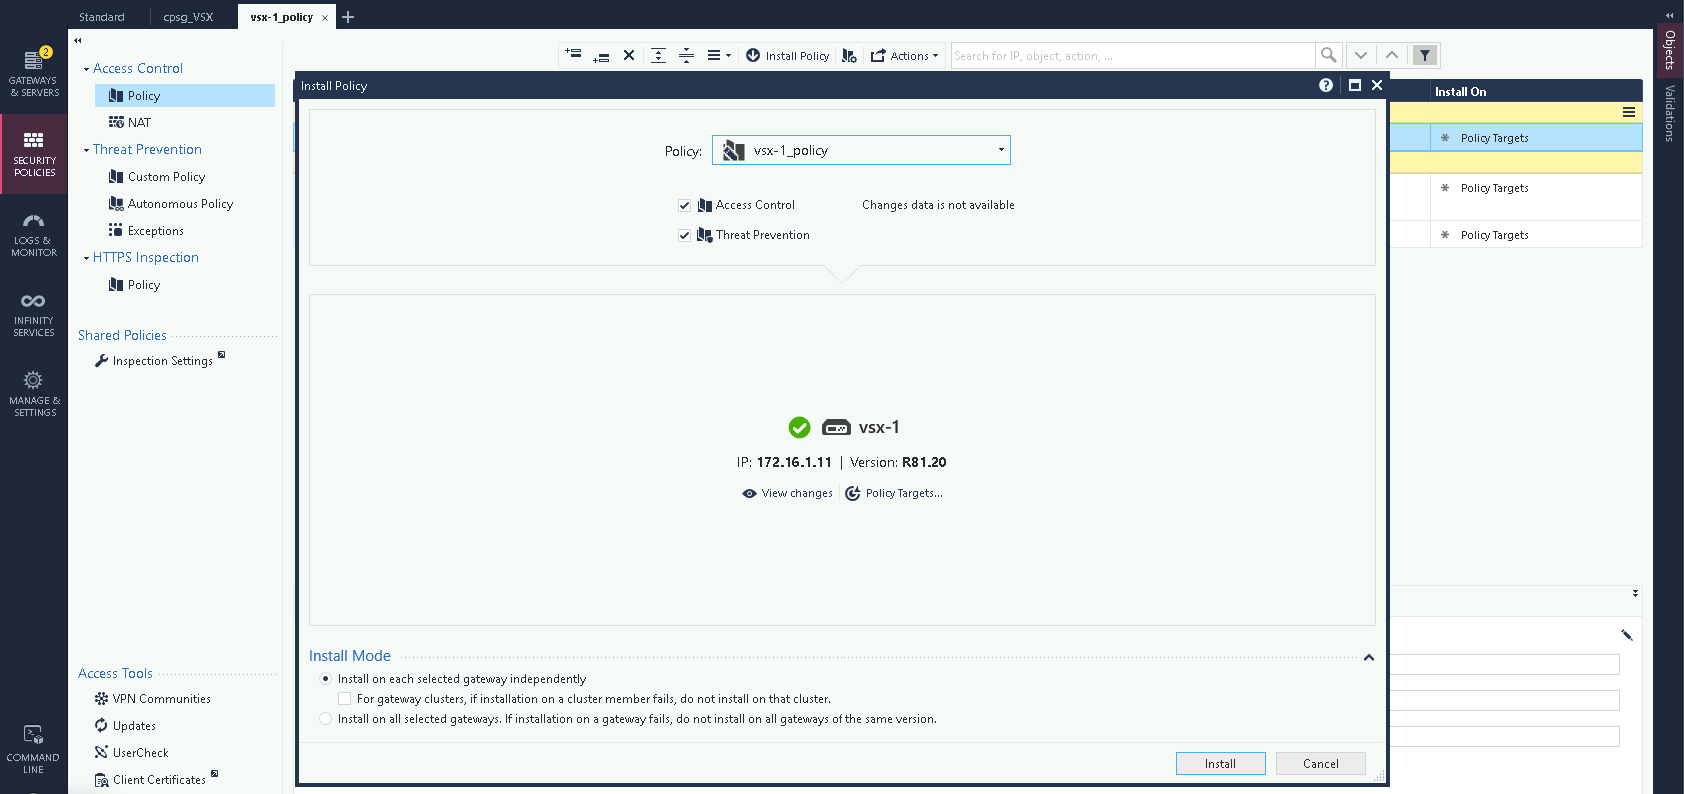 Standard
cpsg_VSX
vsx-1_policy
2
GATEWAYS
& SERVERS
SECURITY
POLICIES
LOGS &
MONITOR
INFINITY
SERVICES
MANAGE &
SETTINGS
COMMAND
LINE
Access Control
Policy
NAT
Threat Prevention
Custom Policy
Autonomous Policy
Exceptions
HTTPS Inspection
Policy
Shared Policies
Inspection Settings
Access Tools
VPN Communities
Updates
UserCheck
Client Certificates
Install Policy
Actions
Search for IP, object, action, ...
Install On
Policy Targets
Policy Targets
Policy Targets
Objects
Validations
Install Policy
Policy: vsx-1_policy
Access Control Changes data is not available
Threat Prevention
vsx-1
IP: 172.16.1.11 | Version: R81.20
View changes Policy Targets...
Install Mode
Install on each selected gateway independently
For gateway clusters, if installation on a cluster member fails, do not install on that cluster.
Install on all selected gateways. If installation on a gateway fails, do not install on all gateways of the same version.
Install Cancel